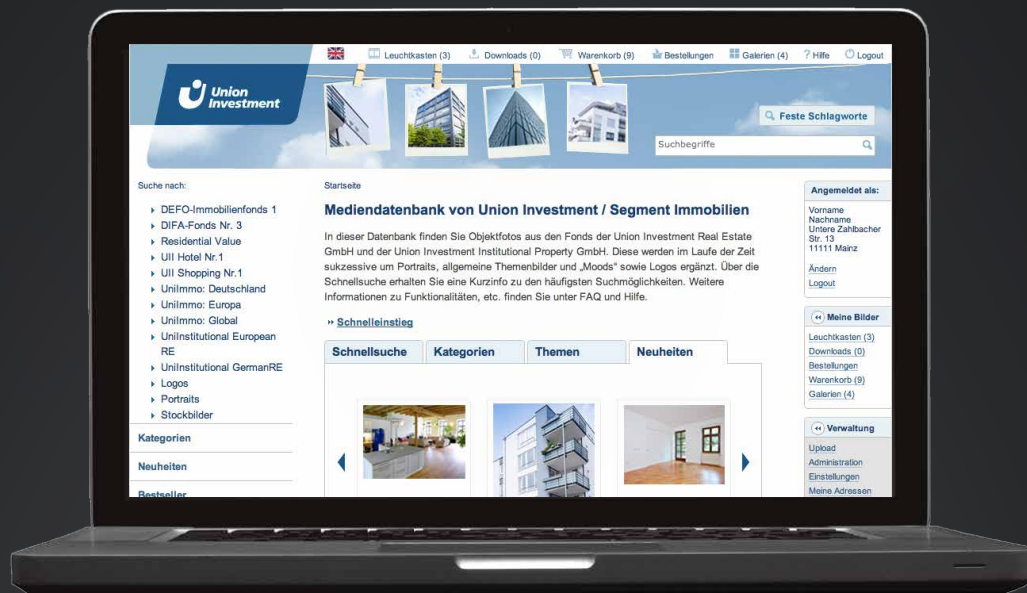 Leuchtkasten (3) Downloads (0) Warenkorb (9) Bestellungen Galerien (4) ? Hilfe Logout
Union
Investment
Feste Schlagworte
Suchbegriffe
Suche nach:
DEFO-Immobilienfonds 1
DIFA-Fonds Nr. 3
Residential Value
UII Hotel Nr.1
UII Shopping Nr.1
UniImmo: Deutschland
UniImmo: Europa
UniImmo: Global
UniInstitutional European
RE
UniInstitutional GermanRE
Logos
Portraits
Stockbilder
Kategorien
Neuheiten
Bestseller
Startseite
Mediendatenbank von Union Investment / Segment Immobilien
In dieser Datenbank finden Sie Objektfotos aus den Fonds der Union Investment Real Estate
GmbH und der Union Investment Institutional Property GmbH. Diese werden im Laufe der Zeit
sukzessive um Portraits, allgemeine Themenbilder und „Moods“ sowie Logos ergänzt. Über die
Schnellsuche erhalten Sie eine Kurzinfo zu den häufigsten Suchmöglichkeiten. Weitere
Informationen zu Funktionalitäten, etc. finden Sie unter FAQ und Hilfe.
» Schnelleinstieg
Schnellsuche Kategorien Themen Neuheiten
Angemeldet als:
Vorname
Nachname
Untere Zahlbacher
Str. 13
11111 Mainz
Ändern
Logout
Meine Bilder
Leuchtkasten (3)
Downloads (0)
Bestellungen
Warenkorb (9)
Galerien (4)
Verwaltung
Upload
Administration
Einstellungen
Meine Adressen